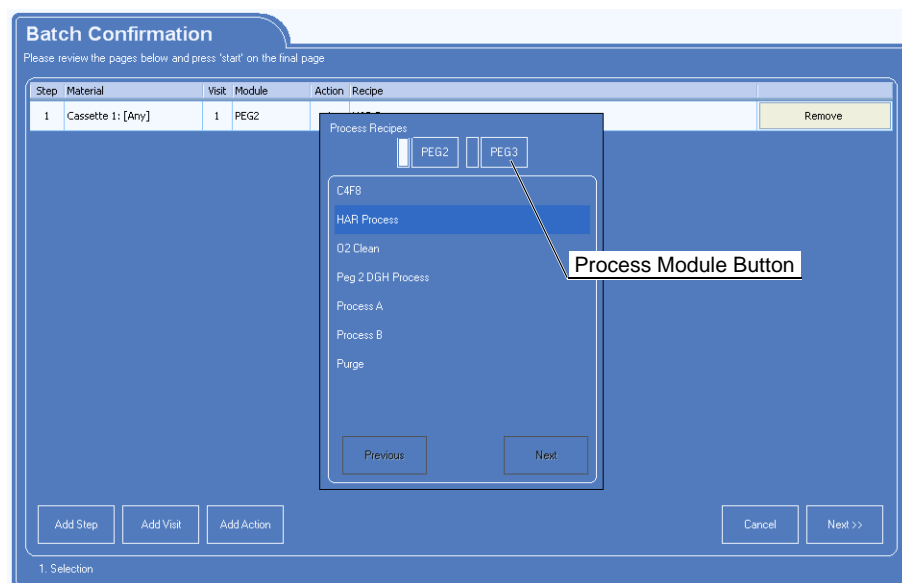 Batch Confirmation
Please review the pages below and press 'start' on the final page
Step Material Visit Module Action Recipe
1 Cassette 1: [Any] 1 PEG2 Remove
Process Recipes
PEG2 PEG3
C4F8
HAR Process
O2 Clean
Process Module Button
Peg 2 DGH Process
Process A
Process B
Purge
Previous Next
Add Step Add Visit Add Action Cancel Next >>
1. Selection